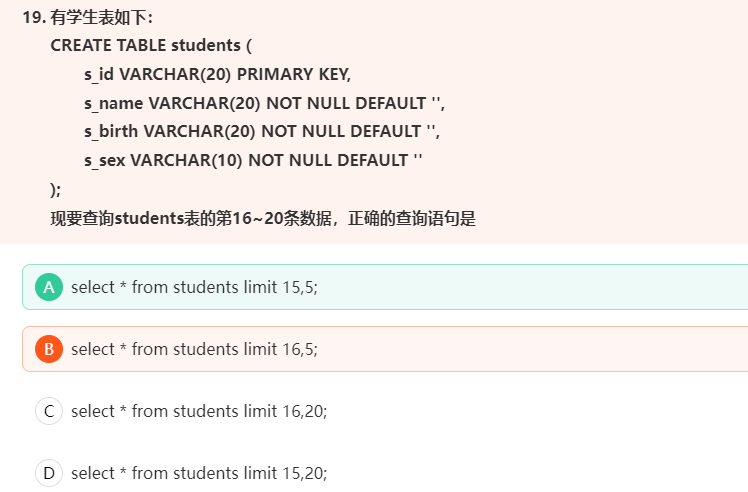 19. 有学生表如下：
CREATE TABLE students (
s_id VARCHAR(20) PRIMARY KEY,
s_name VARCHAR(20) NOT NULL DEFAULT '',
s_birth VARCHAR(20) NOT NULL DEFAULT '',
s_sex VARCHAR(10) NOT NULL DEFAULT ''
);
现要查询students表的第16~20条数据，正确的查询语句是
A select * from students limit 15,5;
B select * from students limit 16,5;
C select * from students limit 16,20;
D select * from students limit 15,20;